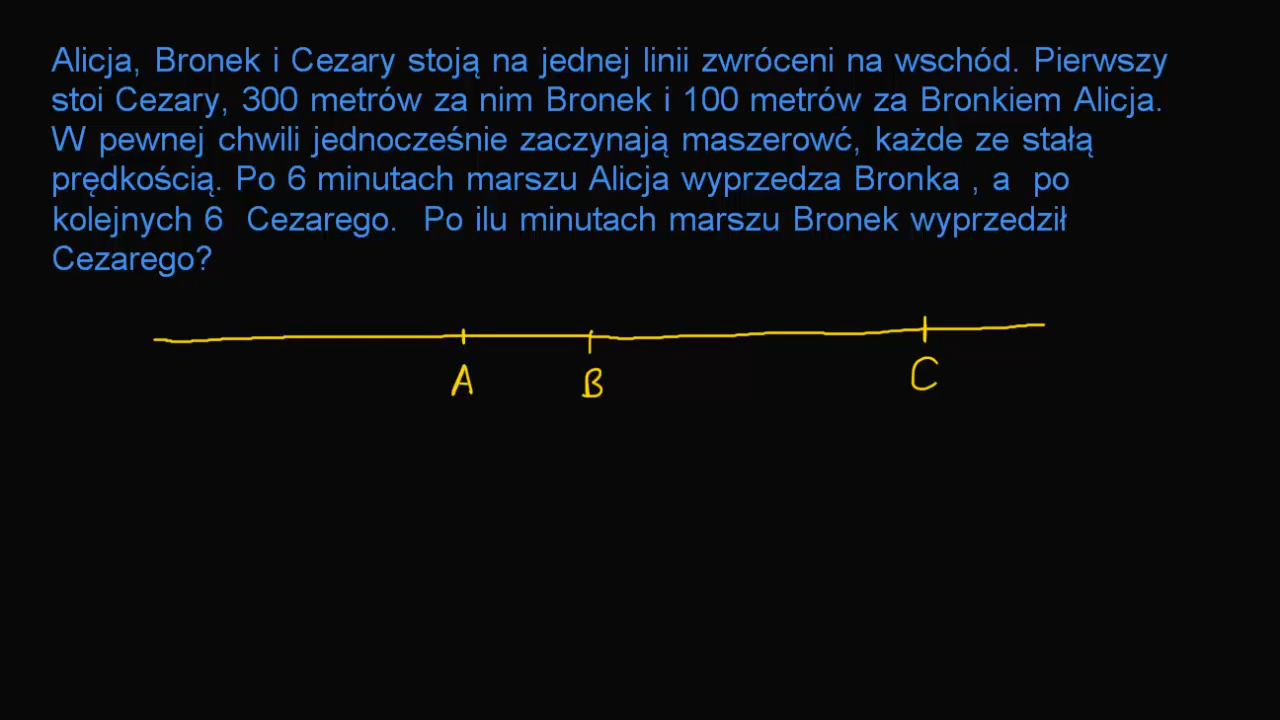 Alicja, Bronek i Cezary stoją na jednej linii zwróceni na wschód. Pierwszy
stoi Cezary, 300 metrów za nim Bronek i 100 metrów za Bronkiem Alicja.
W pewnej chwili jednocześnie zaczynają maszerowć, każde ze stałą
prędkością. Po 6 minutach marszu Alicja wyprzedza Bronka , a po
kolejnych 6 Cezarego. Po ilu minutach marszu Bronek wyprzedził
Cezarego?
A B C